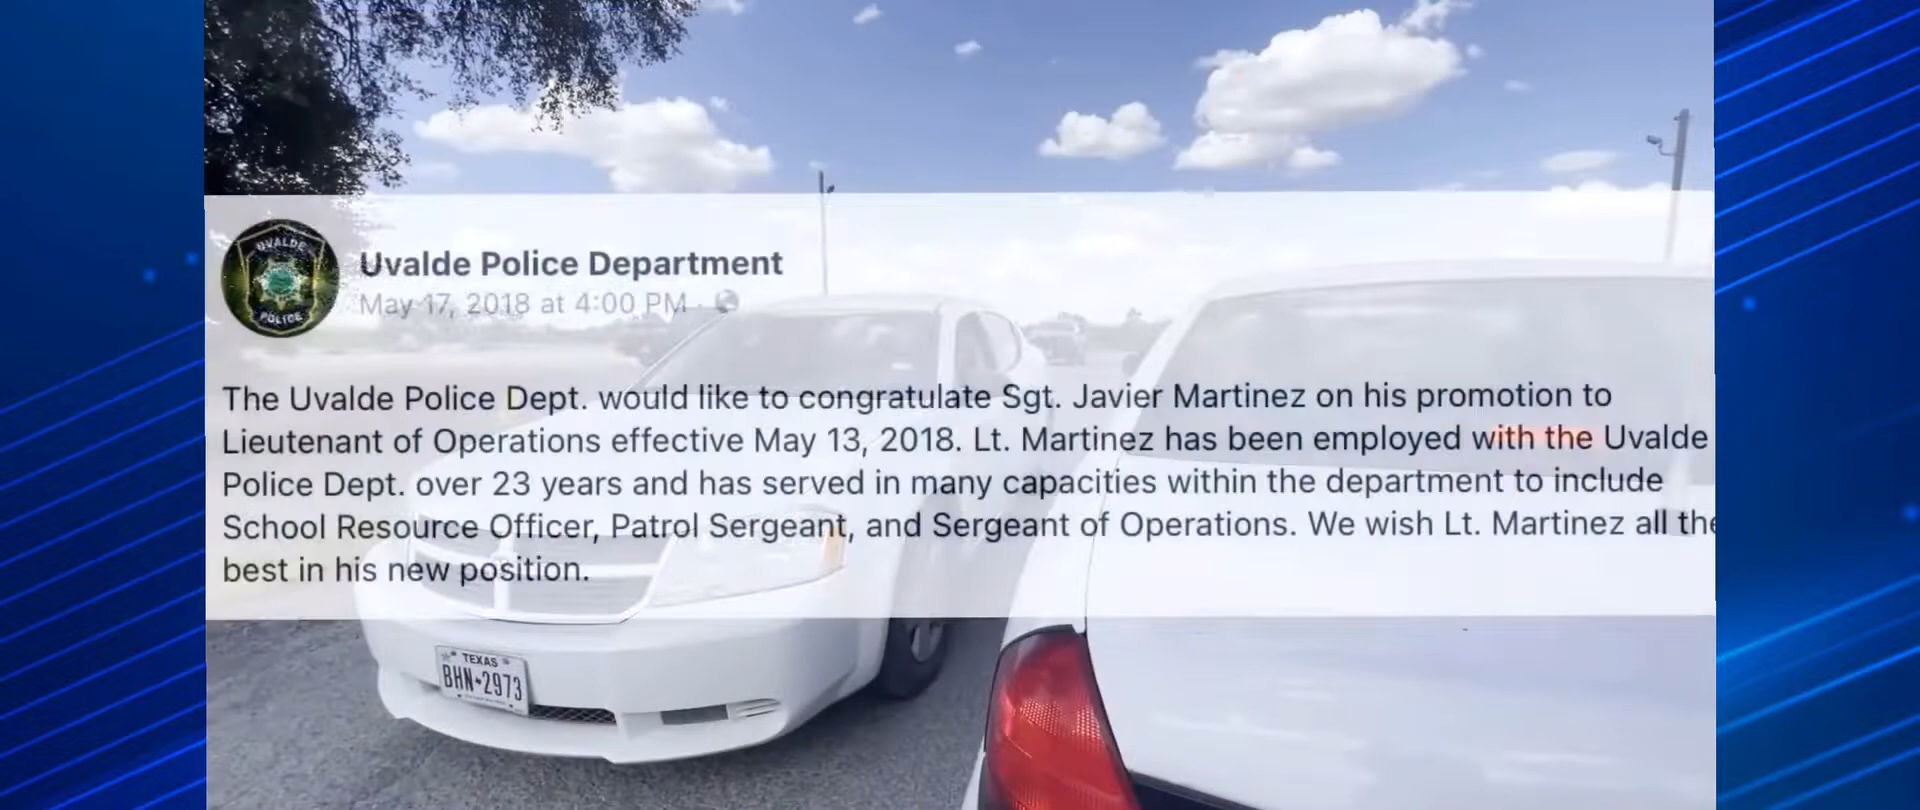 UVALDE
POLICE
Uvalde Police Department
May 17, 2018 at 4:00 PM ·
The Uvalde Police Dept. would like to congratulate Sgt. Javier Martinez on his promotion to
Lieutenant of Operations effective May 13, 2018. Lt. Martinez has been employed with the Uvalde
Police Dept. over 23 years and has served in many capacities within the department to include
School Resource Officer, Patrol Sergeant, and Sergeant of Operations. We wish Lt. Martinez all the
best in his new position.
TEXAS
BHN★2973